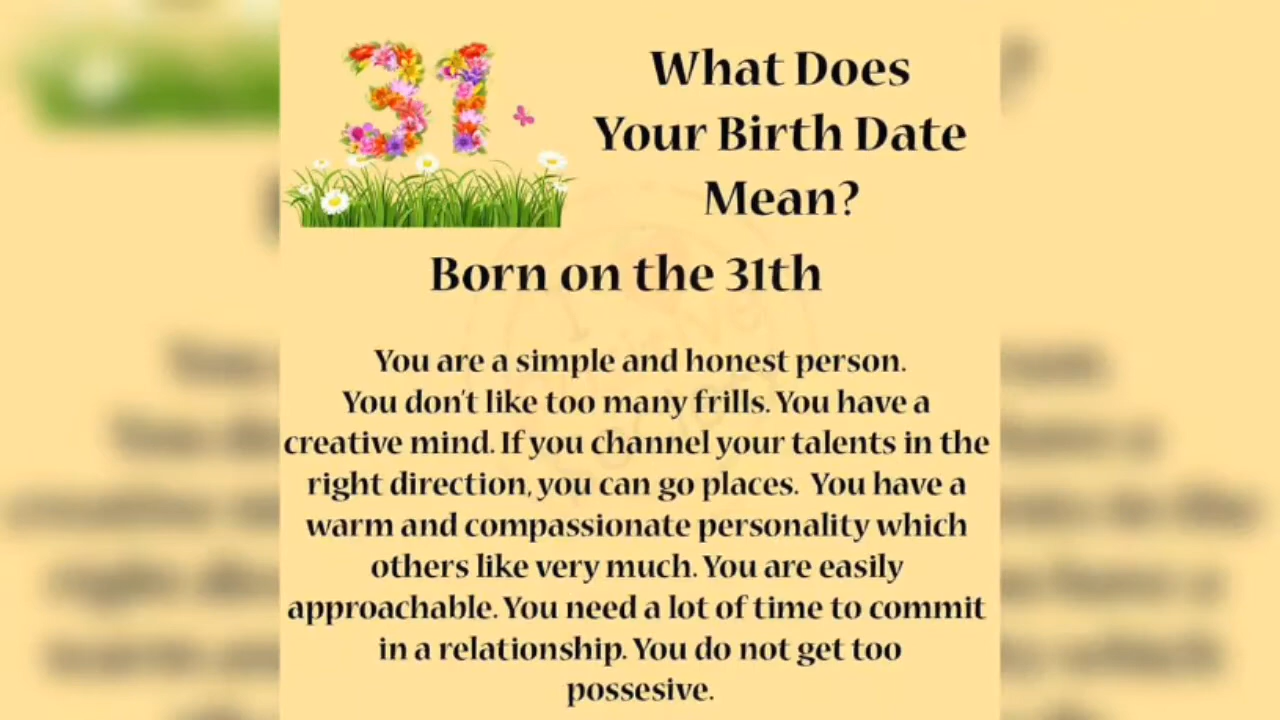 31
What Does
Your Birth Date
Mean?
Born on the 31th
You are a simple and honest person.
You don't like too many frills. You have a
creative mind. If you channel your talents in the
right direction, you can go places. You have a
warm and compassionate personality which
others like very much. You are easily
approachable. You need a lot of time to commit
in a relationship. You do not get too
possesive.